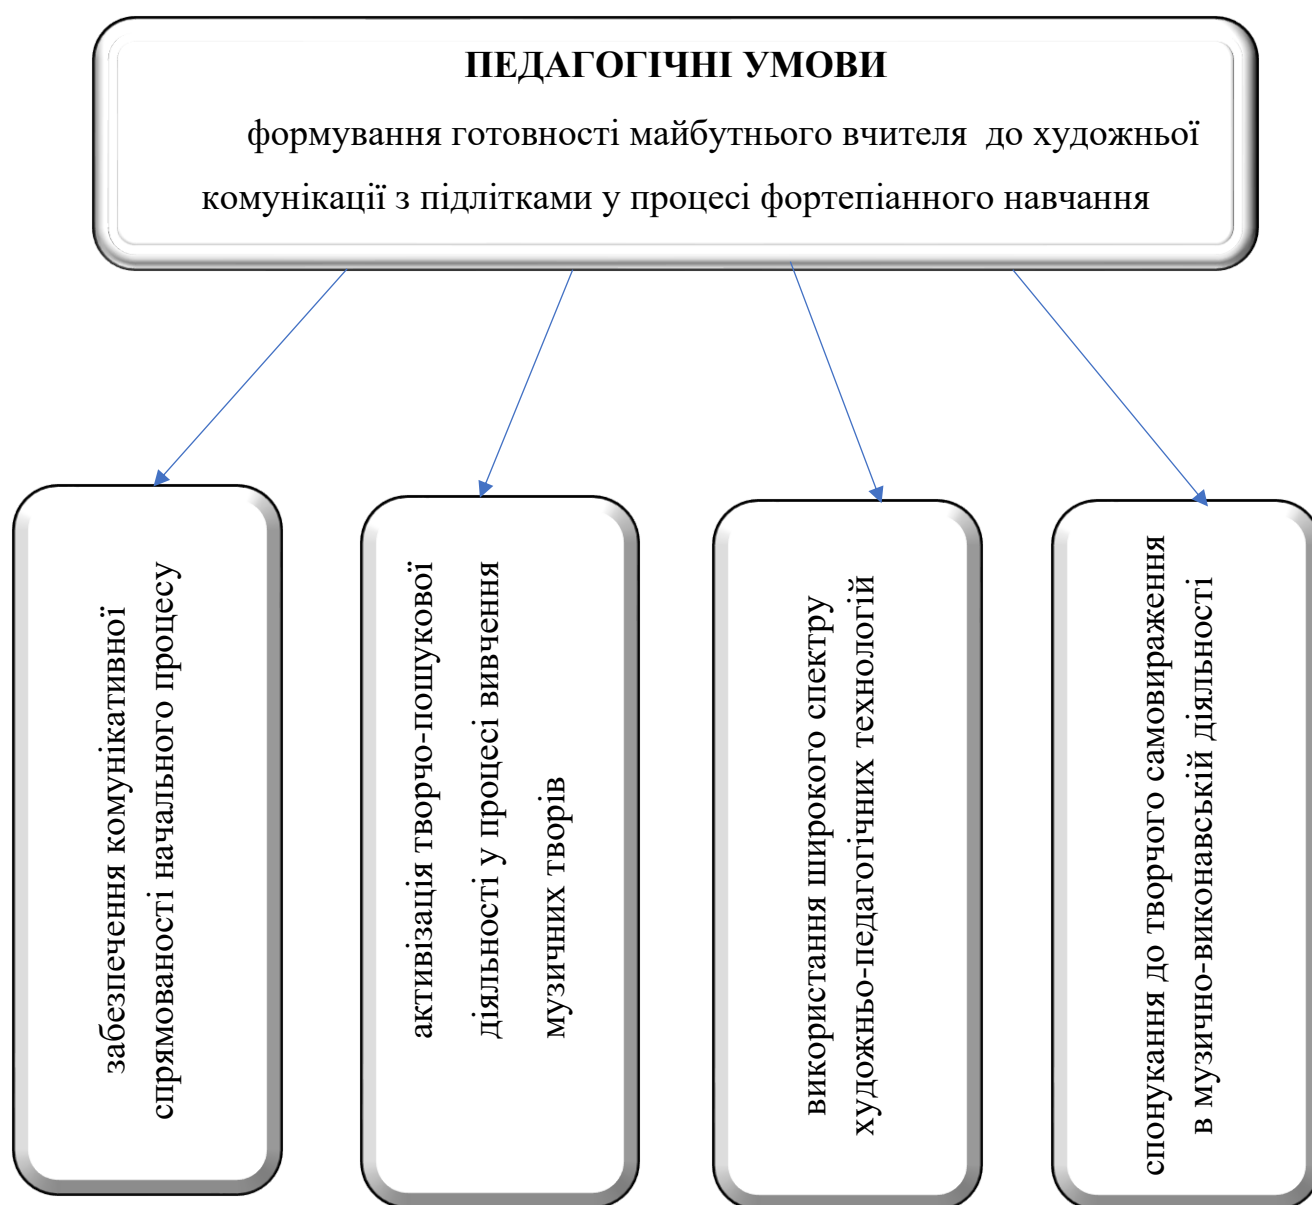 ПЕДАГОГІЧНІ УМОВИ
формування готовності майбутнього вчителя до художньої
комунікації з підлітками у процесі фортепіанного навчання
забезпечення комунікативної
спрямованості начального процесу
активізація творчо-пошукової
діяльності у процесі вивчення
музичних творів
використання широкого спектру
художньо-педагогічних технологій
спонукання до творчого самовираження
в музично-виконавській діяльності